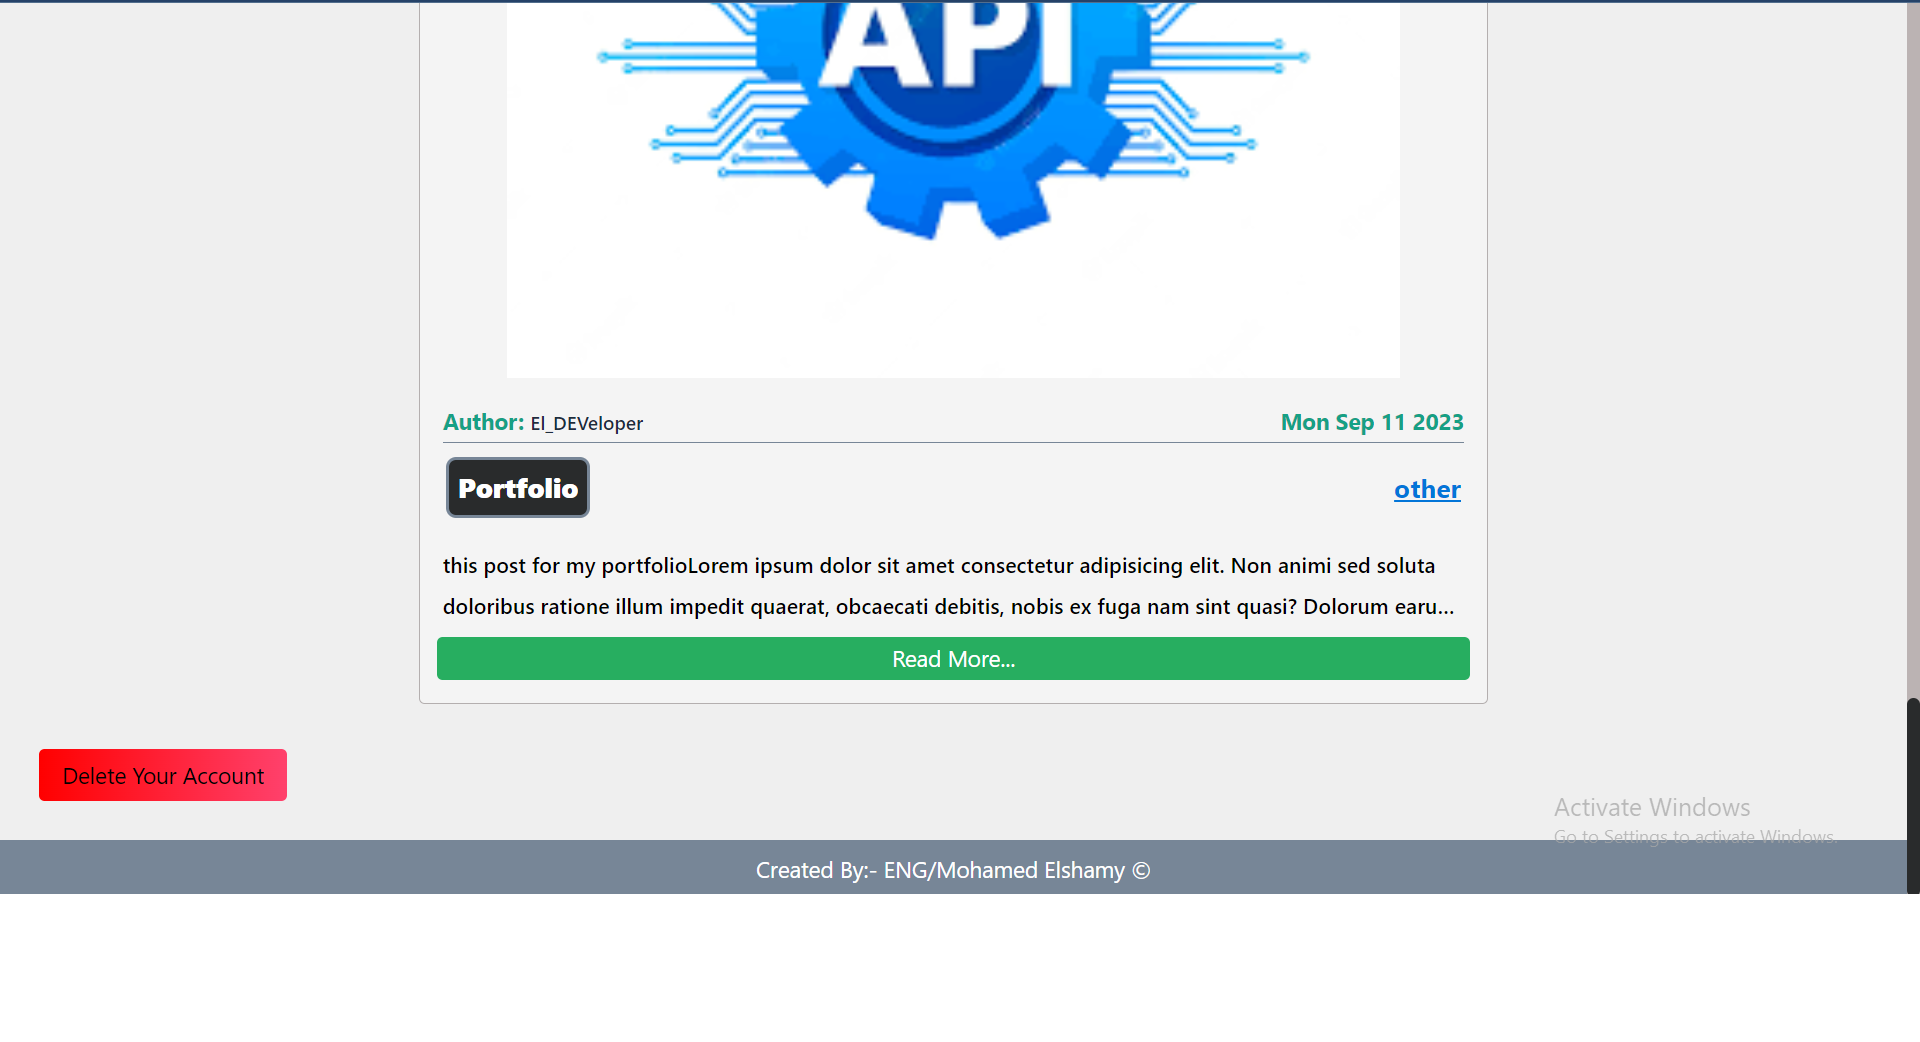 API
Author: El_DEVeloper
Mon Sep 11 2023
Portfolio
other
this post for my portfolioLorem ipsum dolor sit amet consectetur adipisicing elit. Non animi sed soluta
doloribus ratione illum impedit quaerat, obcaecati debitis, nobis ex fuga nam sint quasi? Dolorum earu...
Read More...
Delete Your Account
Activate Windows
Go to Settings to activate Windows.
Created By:- ENG/Mohamed Elshamy ©